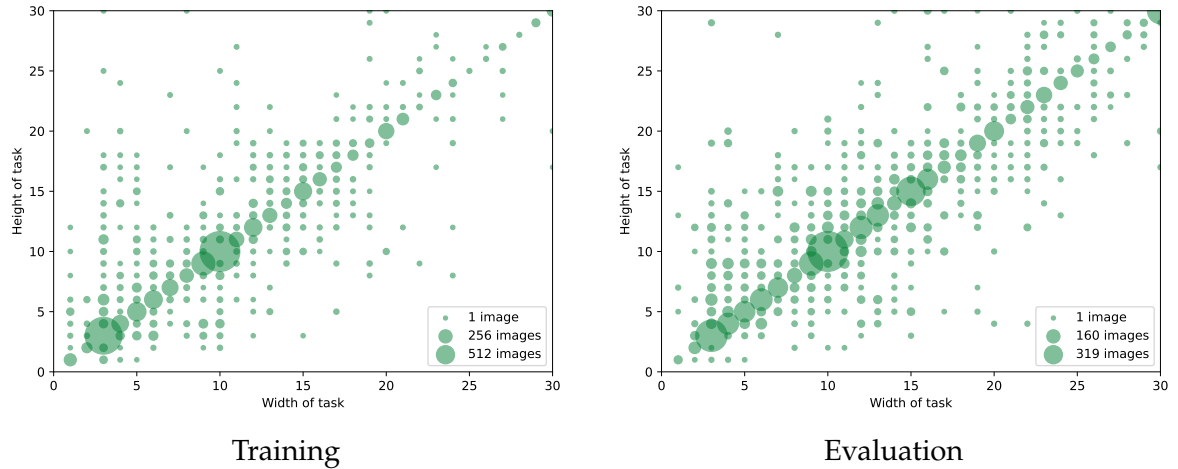 30
25
20
15
10
5
0
Height of task
0 5 10 15 20 25 30
Width of task
1 image
256 images
512 images
Training
30
25
20
15
10
5
0
Height of task
0 5 10 15 20 25 30
Width of task
1 image
160 images
319 images
Evaluation